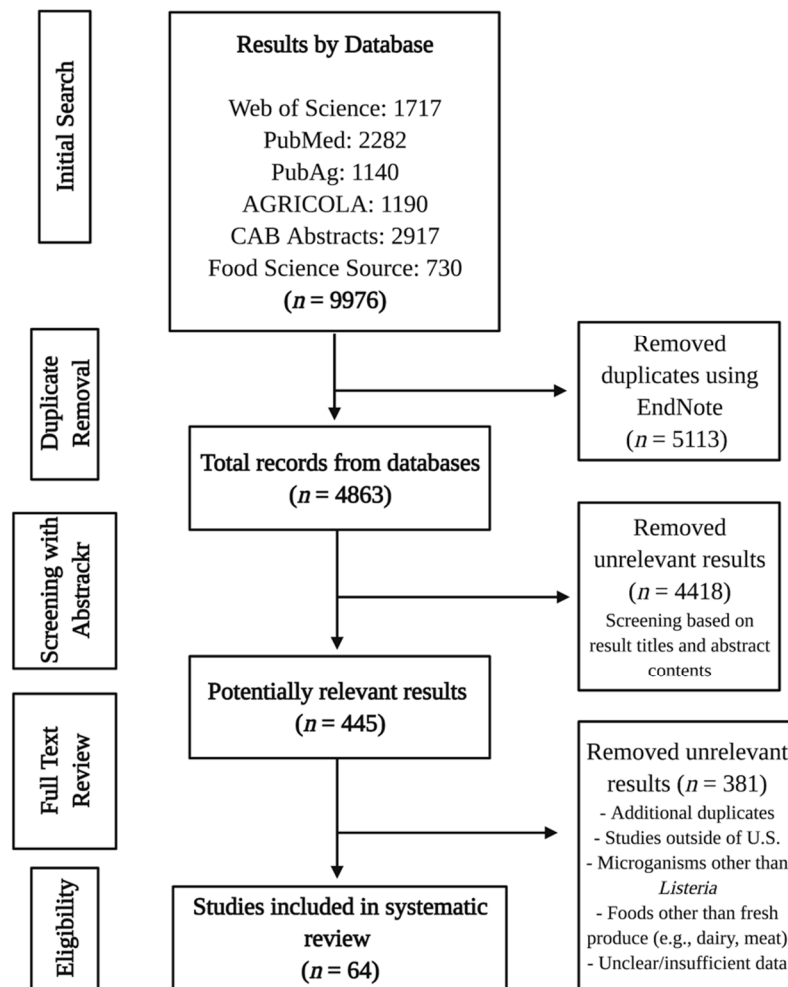 Initial Search
Results by Database
Web of Science: 1717
PubMed: 2282
PubAg: 1140
AGRICOLA: 1190
CAB Abstracts: 2917
Food Science Source: 730
(n = 9976)
Duplicate
Removal
Removed
duplicates using
EndNote
(n = 5113)
Total records from databases
(n = 4863)
Screening with
Abstrackr
Removed
unrelevant results
(n = 4418)
Screening based on
result titles and abstract
contents
Potentially relevant results
(n = 445)
Full Text
Review
Removed unrelevant
results (n = 381)
- Additional duplicates
- Studies outside of U.S.
- Microganisms other than
Listeria
- Foods other than fresh
produce (e.g., dairy, meat)
- Unclear/insufficient data
Eligibility
Studies included in systematic
review
(n = 64)